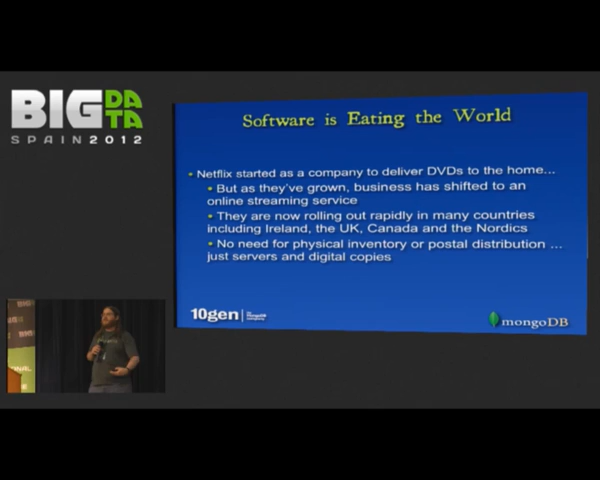 BIG DATA
SPAIN 2012
Software is Eating the World
• Netflix started as a company to deliver DVDs to the home...
• But as they've grown, business has shifted to an
online streaming service
• They are now rolling out rapidly in many countries
including Ireland, the UK, Canada and the Nordics
• No need for physical inventory or postal distribution ...
just servers and digital copies
10gen
mongoDB